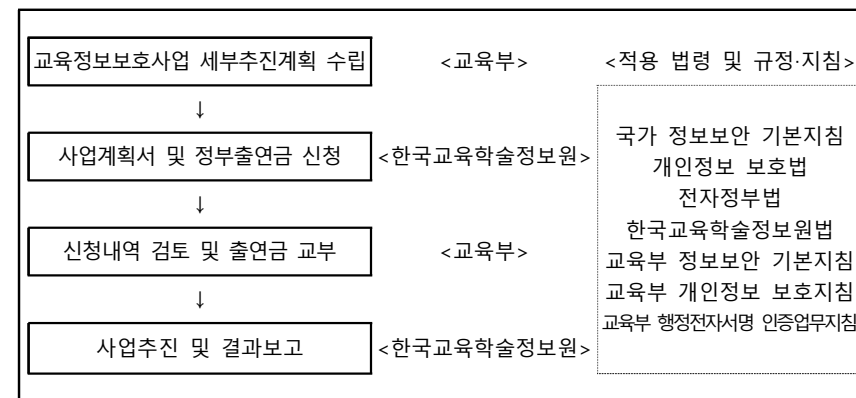 교육정보보호사업 세부추진계획 수립 <교육부> <적용 법령 및 규정·지침>
↓
사업계획서 및 정부출연금 신청 <한국교육학술정보원>
↓
신청내역 검토 및 출연금 교부 <교육부>
↓
사업추진 및 결과보고 <한국교육학술정보원>
국가 정보보안 기본지침
개인정보 보호법
전자정부법
한국교육학술정보원법
교육부 정보보안 기본지침
교육부 개인정보 보호지침
교육부 행정전자서명 인증업무지침